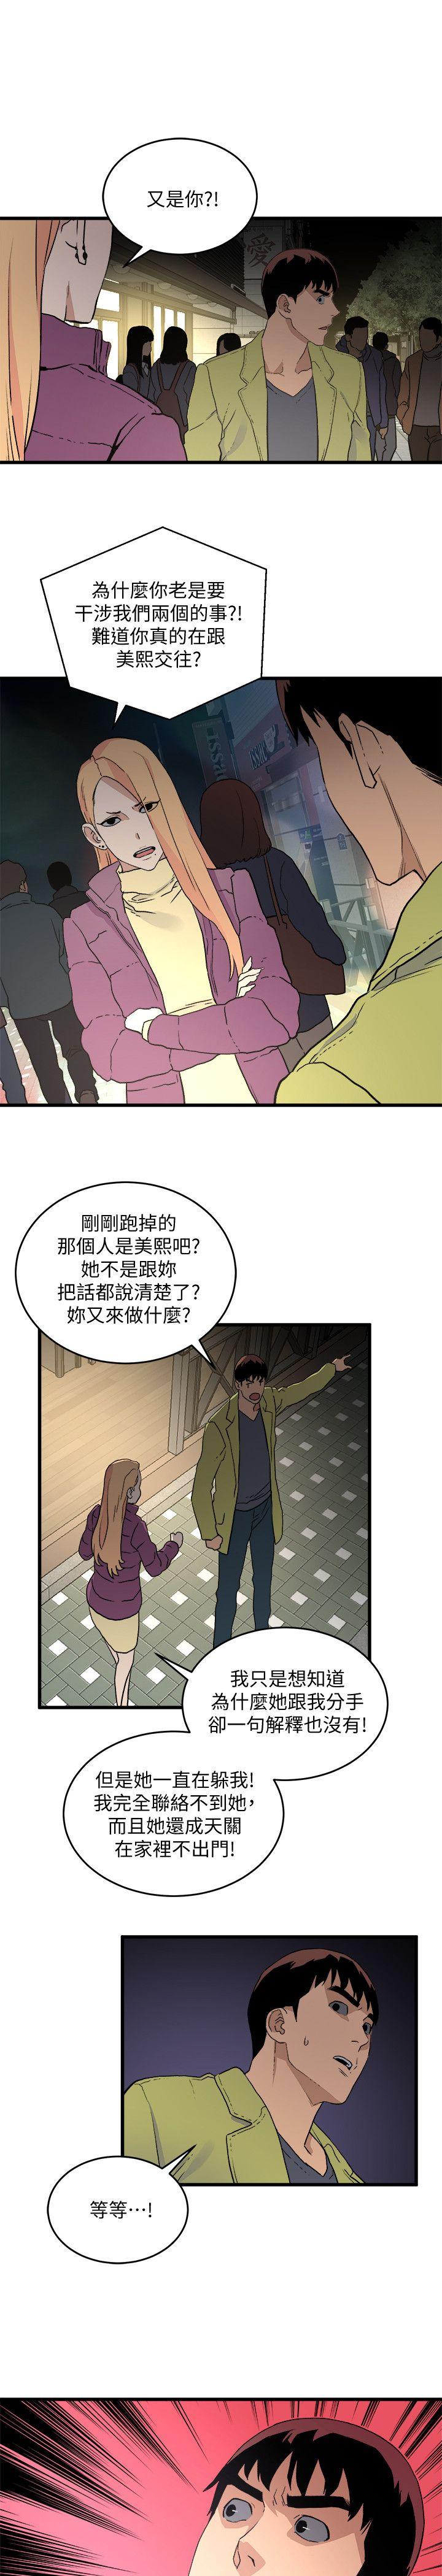 又是你?!
愛
為什麼你老是要
干涉我們兩個的事?!
難道你真的在跟
美熙交往?
剛剛跑掉的
那個人是美熙吧?
她不是跟妳
把話都說清楚了?
妳又來做什麼?
我只是想知道
為什麼她跟我分手
卻一句解釋也沒有!
但是她一直在躲我!
我完全聯絡不到她，
而且她還成天關
在家裡不出門!
等等⋯!